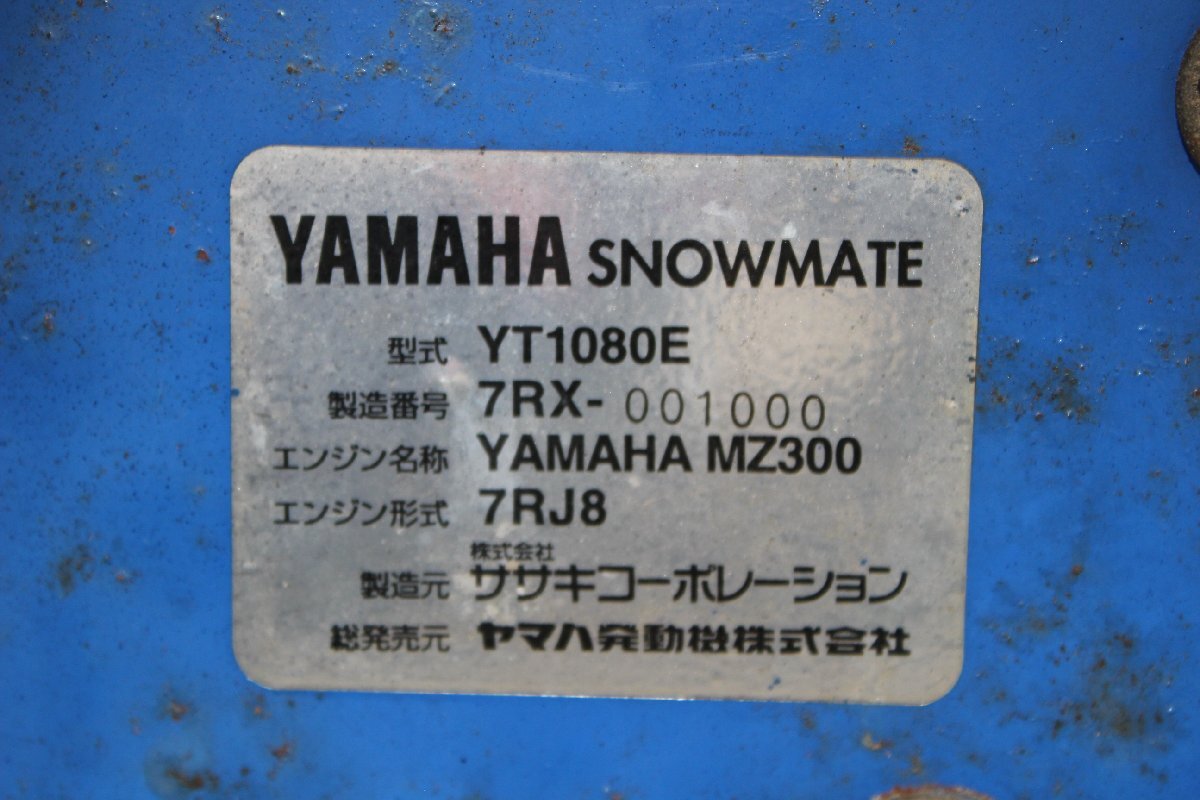 YAMAHA SNOWMATE
型式 YT1080E
製造番号 7RX-001000
エンジン名称 YAMAHA MZ300
エンジン形式 7RJ8
株式会社
製造元 ササキコーポレーション
総発売元 ヤマハ発動機株式会社